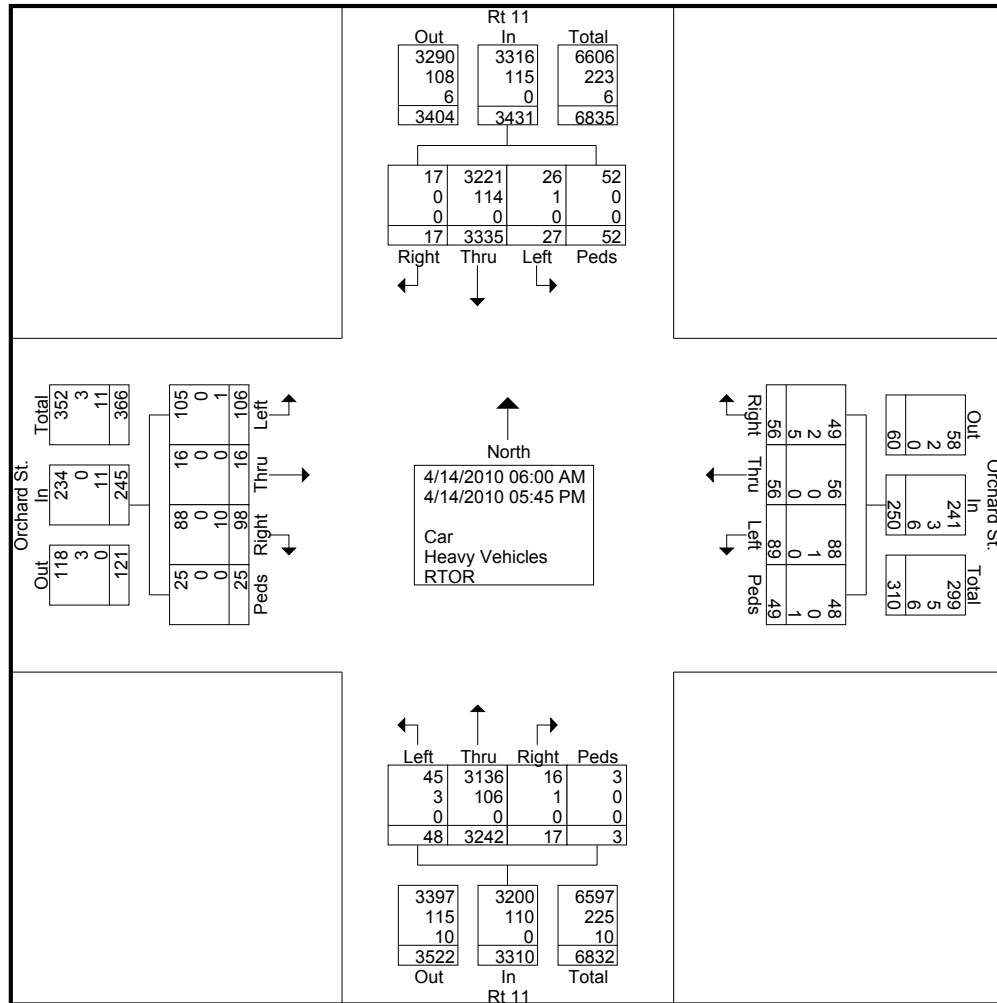 Rt 11
Out In Total
3290 3316 6606
108 115 223
6 0 6
3404 3431 6835
17 3221 26 52
0 114 1 0
0 0 0 0
17 3335 27 52
Right Thru Left Peds
Orchard St.
Total In Out
352 3 11 366
234 0 11 245
118 3 0 121
Left Thru Right Peds
105 0 1 106
16 0 0 16
88 0 10 98
25 0 0 25
North
4/14/2010 06:00 AM
4/14/2010 05:45 PM
Car
Heavy Vehicles
RTOR
Right Thru Left Peds
49 2 5 56
56 0 0 56
88 1 0 89
48 0 1 49
Orchard St.
Out In Total
58 2 0 60
241 3 6 250
299 5 6 310
Left Thru Right Peds
45 3136 16 3
3 106 1 0
0 0 0 0
48 3242 17 3
3397 3200 6597
115 110 225
10 0 10
3522 3310 6832
Out In Total
Rt 11